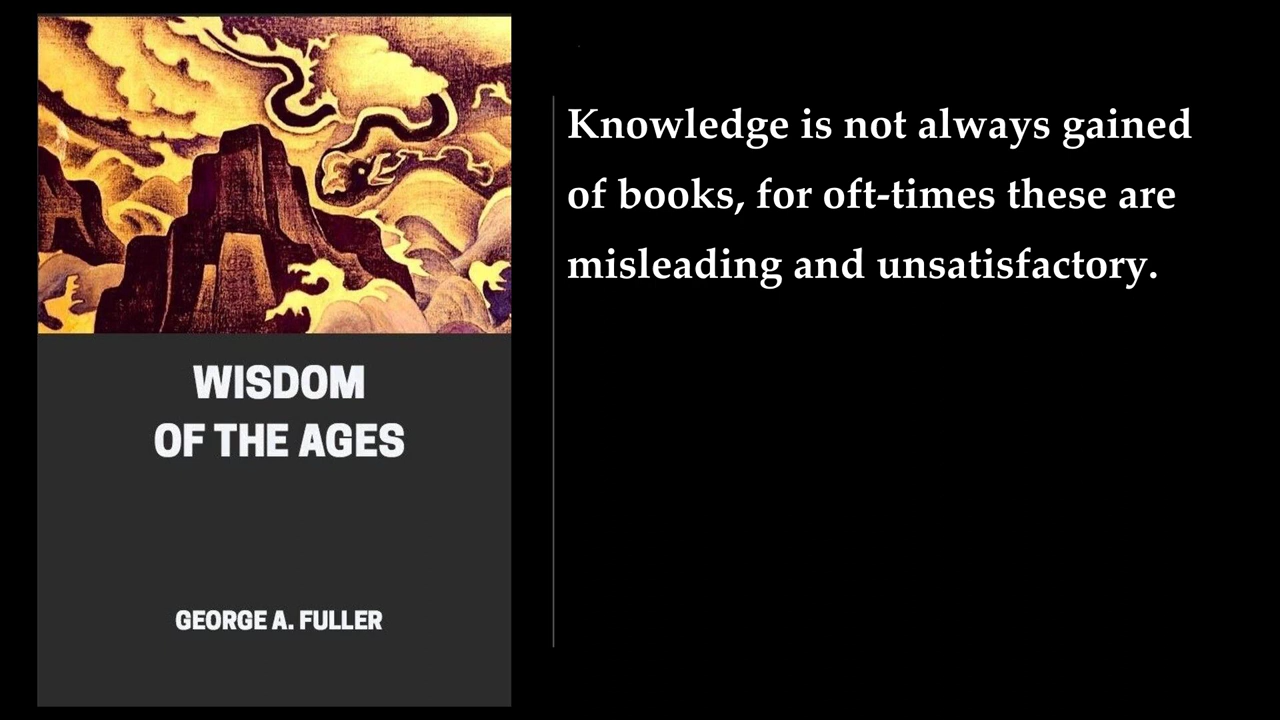 WISDOM
OF THE AGES
GEORGE A. FULLER
Knowledge is not always gained
of books, for oft-times these are
misleading and unsatisfactory.